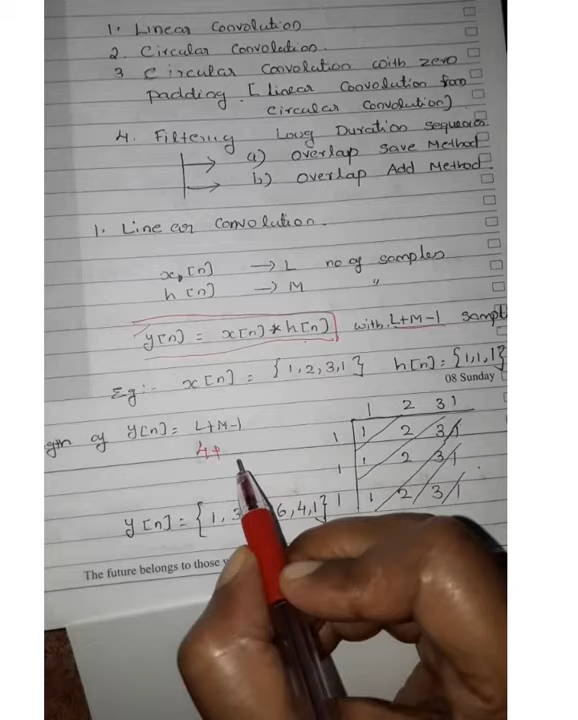 1. Linear Convolution
2. Circular Convolution.
3 Circular Convolution with zero
padding. [Linear Convolution from
Circular Convolution]
4. Filtering Long Duration Sequences
a) Overlap Save Method
b) Overlap Add Method.
1. Linear Convolution.
x[n] → L no of samples
h[n] → M "
y[n] = x[n] * h[n] with L+M-1 sampl
Eg:- x[n] = {1,2,3,1} h[n] = {1,1,1}
08 Sunday
1 2 3 1
of y[n] = L+M-1
1 1 2 3 1
4+
1 1 2 3 1
1 1 2 3 1
y[n] = {1, 3, 6,4,1}
The future belongs to those